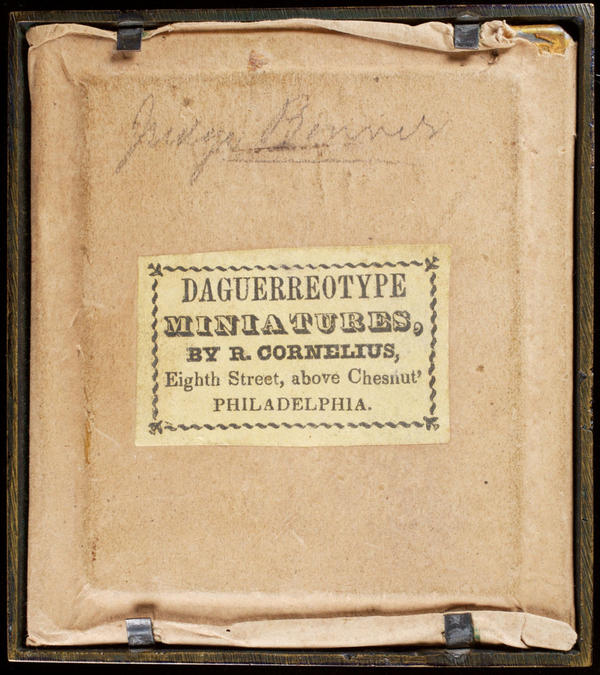 Judge Bonner
DAGUERREOTYPE
MINIATURES,
BY R. CORNELIUS,
Eighth Street, above Chesnut'
PHILADELPHIA.